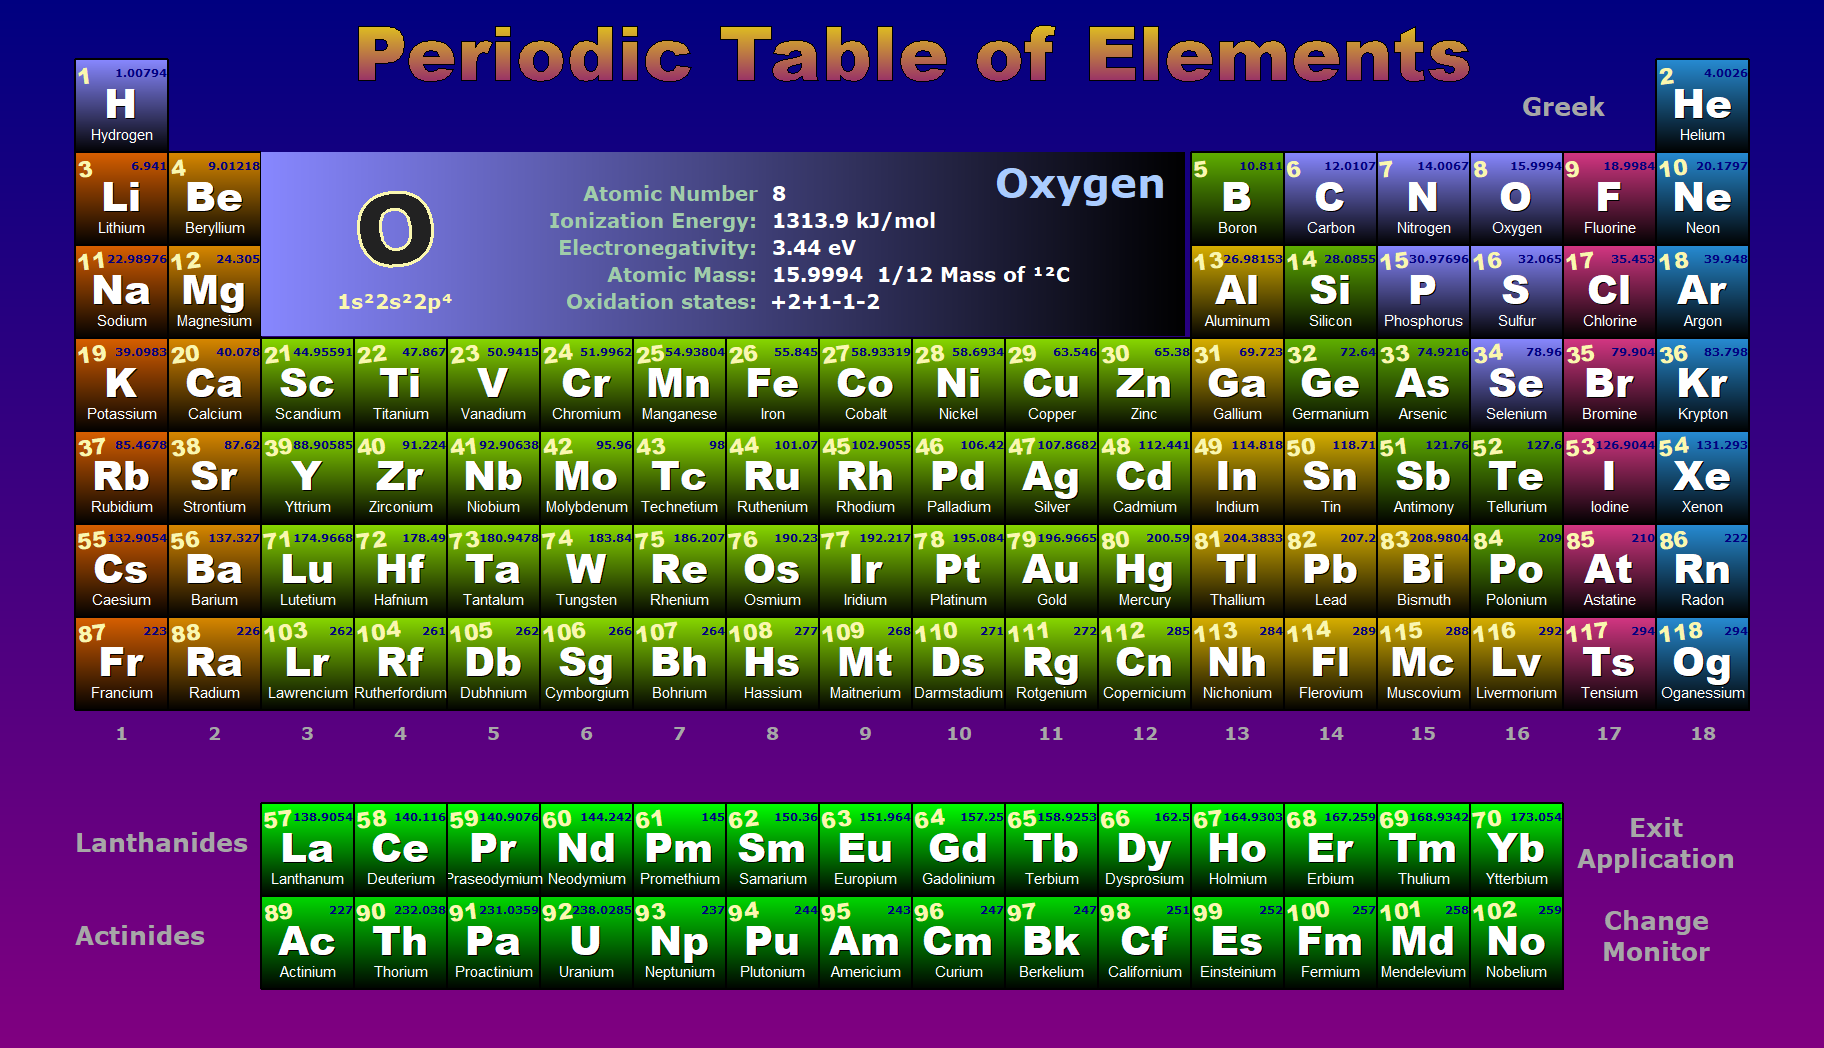 Periodic Table of Elements
1 1.00794
H
Hydrogen
Greek
2 4.0026
He
Helium
3 6.941
Li
Lithium
4 9.01218
Be
Beryllium
O
1s²2s²2p⁴
Oxygen
Atomic Number 8
Ionization Energy: 1313.9 kJ/mol
Electronegativity: 3.44 eV
Atomic Mass: 15.9994 1/12 Mass of ¹²C
Oxidation states: +2+1-1-2
5 10.811
B
Boron
6 12.0107
C
Carbon
7 14.0067
N
Nitrogen
8 15.9994
O
Oxygen
9 18.9984
F
Fluorine
10 20.1797
Ne
Neon
11 22.98976
Na
Sodium
12 24.305
Mg
Magnesium
13 26.98153
Al
Aluminum
14 28.0855
Si
Silicon
15 30.97696
P
Phosphorus
16 32.065
S
Sulfur
17 35.453
Cl
Chlorine
18 39.948
Ar
Argon
19 39.0983
K
Potassium
20 40.078
Ca
Calcium
21 44.95591
Sc
Scandium
22 47.867
Ti
Titanium
23 50.9415
V
Vanadium
24 51.9962
Cr
Chromium
25 54.93804
Mn
Manganese
26 55.845
Fe
Iron
27 58.93319
Co
Cobalt
28 58.6934
Ni
Nickel
29 63.546
Cu
Copper
30 65.38
Zn
Zinc
31 69.723
Ga
Gallium
32 72.64
Ge
Germanium
33 74.9216
As
Arsenic
34 78.96
Se
Selenium
35 79.904
Br
Bromine
36 83.798
Kr
Krypton
37 85.4678
Rb
Rubidium
38 87.62
Sr
Strontium
39 88.90585
Y
Yttrium
40 91.224
Zr
Zirconium
41 92.90638
Nb
Niobium
42 95.96
Mo
Molybdenum
43 98
Tc
Technetium
44 101.07
Ru
Ruthenium
45 102.9055
Rh
Rhodium
46 106.42
Pd
Palladium
47 107.8682
Ag
Silver
48 112.441
Cd
Cadmium
49 114.818
In
Indium
50 118.71
Sn
Tin
51 121.76
Sb
Antimony
52 127.6
Te
Tellurium
53 126.9044
I
Iodine
54 131.293
Xe
Xenon
55 132.9054
Cs
Caesium
56 137.327
Ba
Barium
71 174.9668
Lu
Lutetium
72 178.49
Hf
Hafnium
73 180.9478
Ta
Tantalum
74 183.84
W
Tungsten
75 186.207
Re
Rhenium
76 190.23
Os
Osmium
77 192.217
Ir
Iridium
78 195.084
Pt
Platinum
79 196.9665
Au
Gold
80 200.59
Hg
Mercury
81 204.3833
Tl
Thallium
82 207.2
Pb
Lead
83 208.9804
Bi
Bismuth
84 209
Po
Polonium
85 210
At
Astatine
86 222
Rn
Radon
87 223
Fr
Francium
88 226
Ra
Radium
103 262
Lr
Lawrencium
104 261
Rf
Rutherfordium
105 262
Db
Dubhnium
106 266
Sg
Cymborgium
107 264
Bh
Bohrium
108 277
Hs
Hassium
109 268
Mt
Maitnerium
110 271
Ds
Darmstadium
111 272
Rg
Rotgenium
112 285
Cn
Copernicium
113 284
Nh
Nichonium
114 289
Fl
Flerovium
115 288
Mc
Muscovium
116 292
Lv
Livermorium
117 294
Ts
Tensium
118 294
Og
Oganessium
1 2 3 4 5 6 7 8 9 10 11 12 13 14 15 16 17 18
Lanthanides
57 138.9054
La
Lanthanum
58 140.116
Ce
Deuterium
59 140.9076
Pr
Praseodymium
60 144.242
Nd
Neodymium
61 145
Pm
Promethium
62 150.36
Sm
Samarium
63 151.964
Eu
Europium
64 157.25
Gd
Gadolinium
65 158.9253
Tb
Terbium
66 162.5
Dy
Dysprosium
67 164.9303
Ho
Holmium
68 167.259
Er
Erbium
69 168.9342
Tm
Thulium
70 173.054
Yb
Ytterbium
Exit
Application
Actinides
89 227
Ac
Actinium
90 232.038
Th
Thorium
91 231.0359
Pa
Proactinium
92 238.0285
U
Uranium
93 237
Np
Neptunium
94 244
Pu
Plutonium
95 243
Am
Americium
96 247
Cm
Curium
97 247
Bk
Berkelium
98 251
Cf
Californium
99 252
Es
Einsteinium
100 257
Fm
Fermium
101 258
Md
Mendelevium
102 259
No
Nobelium
Change
Monitor